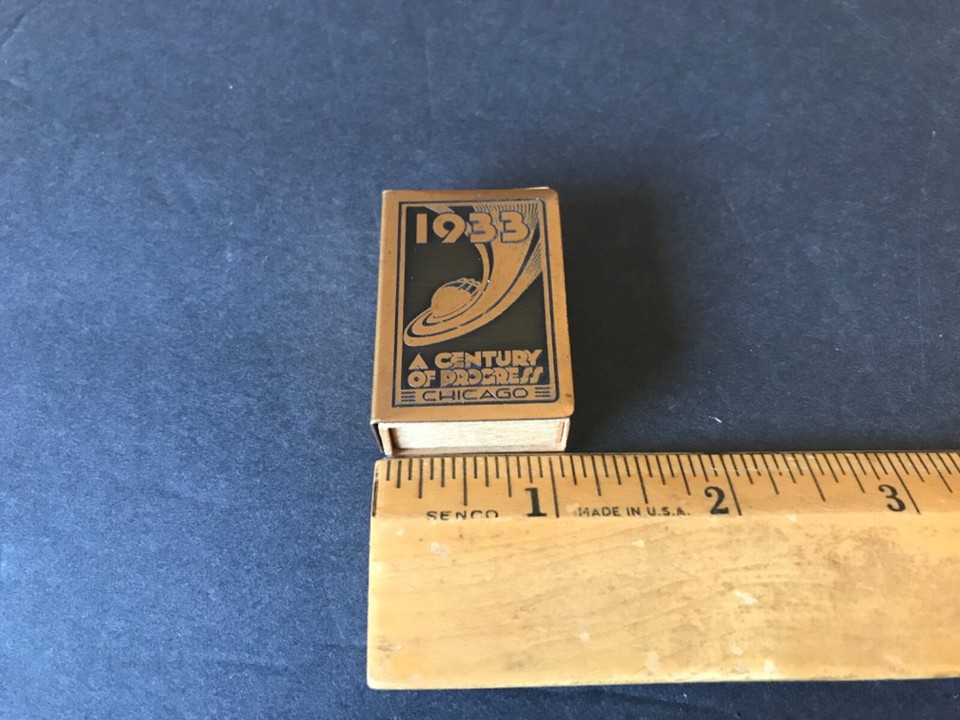 1933
A CENTURY
OF PROGRESS
CHICAGO
1 2 3
SENCO MADE IN U.S.A.